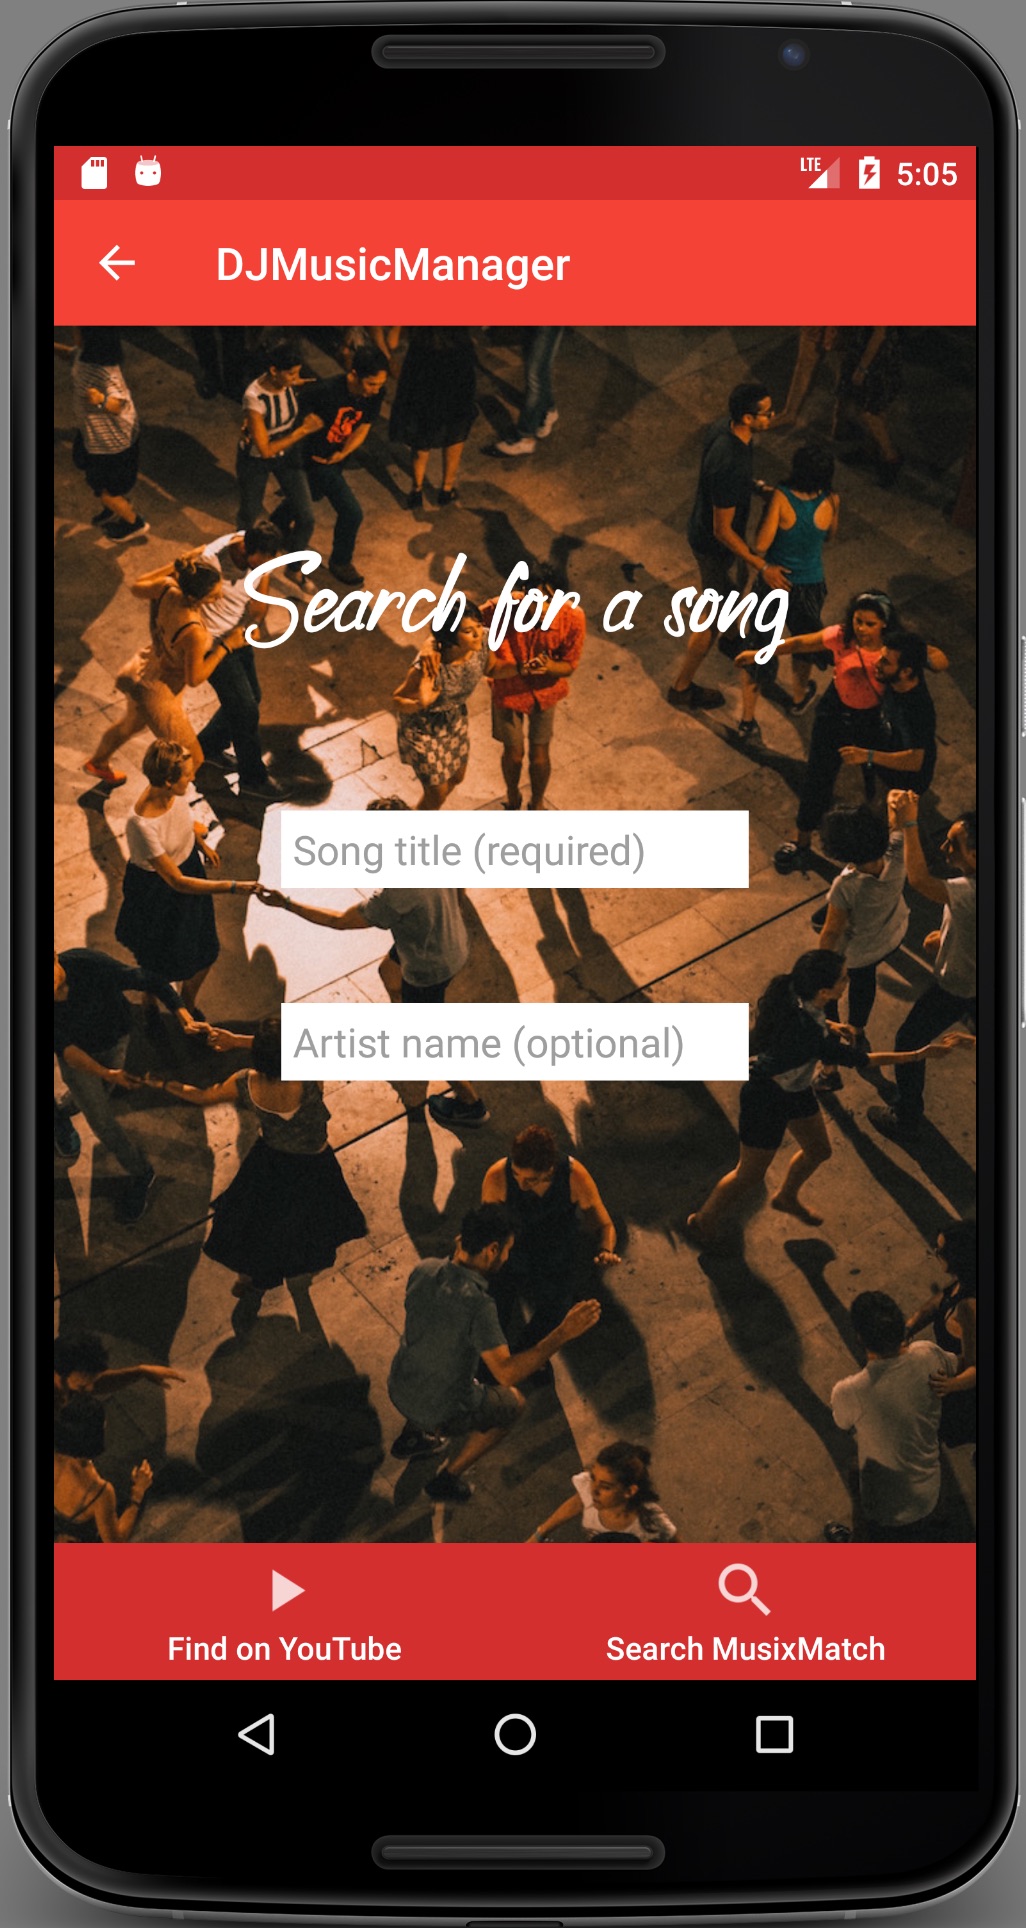 LTE 5:05
DJMusicManager
Search for a song
Song title (required)
Artist name (optional)
Find on YouTube
Search MusixMatch